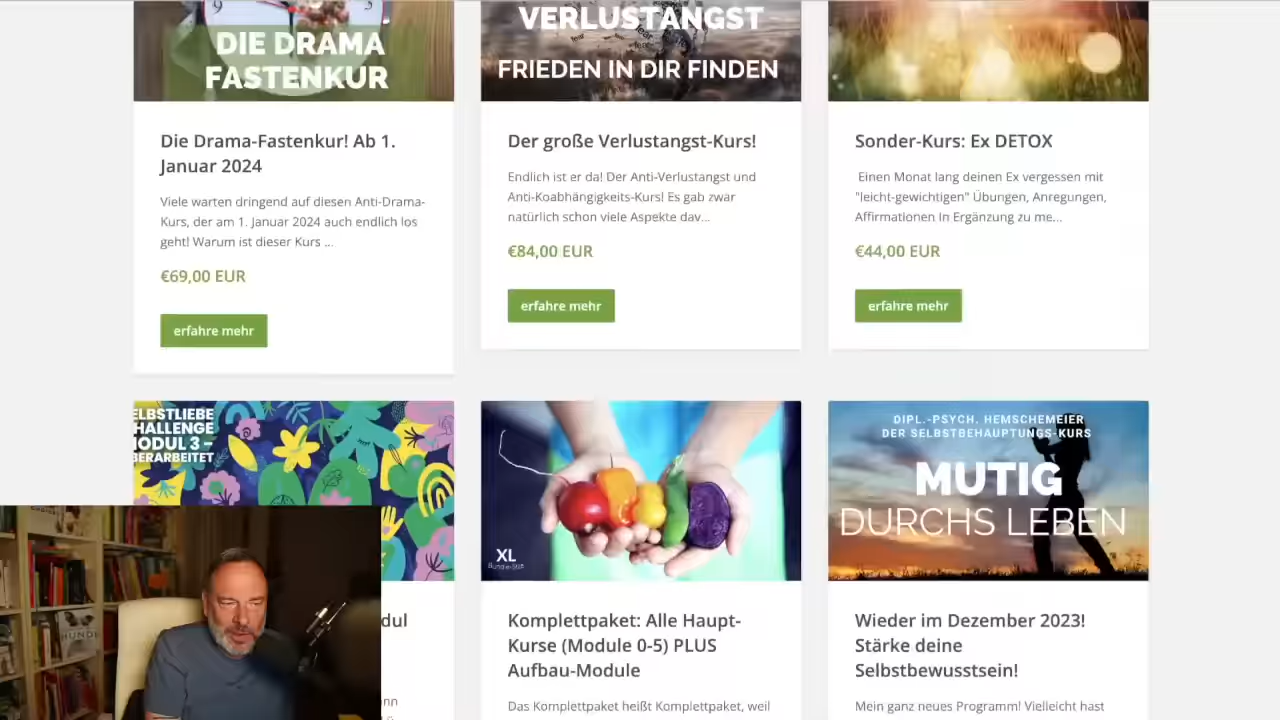 9
3
DIE DRAMA
FASTENKUR
Die Drama-Fastenkur! Ab 1.
Januar 2024
Viele warten dringend auf diesen Anti-Drama-
Kurs, der am 1. Januar 2024 auch endlich los
geht! Warum ist dieser Kurs ...
€69,00 EUR
erfahre mehr
VERLUSTANGST
fear
fear
fear
FRIEDEN IN DIR FINDEN
Der große Verlustangst-Kurs!
Endlich ist er da! Der Anti-Verlustangst und
Anti-Koabhängigkeits-Kurs! Es gab zwar
natürlich schon viele Aspekte dav...
€84,00 EUR
erfahre mehr
Sonder-Kurs: Ex DETOX
Einen Monat lang deinen Ex vergessen mit
"leicht-gewichtigen" Übungen, Anregungen,
Affirmationen In Ergänzung zu me...
€44,00 EUR
erfahre mehr
ELBSTLIEBE
HALLENGE
ODUL 3 –
BERARBEITET
dul
nn
HUNDE
XL
Komplettpaket: Alle Haupt-
Kurse (Module 0-5) PLUS
Aufbau-Module
Das Komplettpaket heißt Komplettpaket, weil
DIPL.-PSYCH. HEMSCHEMEIER
DER SELBSTBEHAUPTUNGS-KURS
MUTIG
DURCHS LEBEN
Wieder im Dezember 2023!
Stärke deine
Selbstbewusstsein!
Mein ganz neues Programm! Vielleicht hast